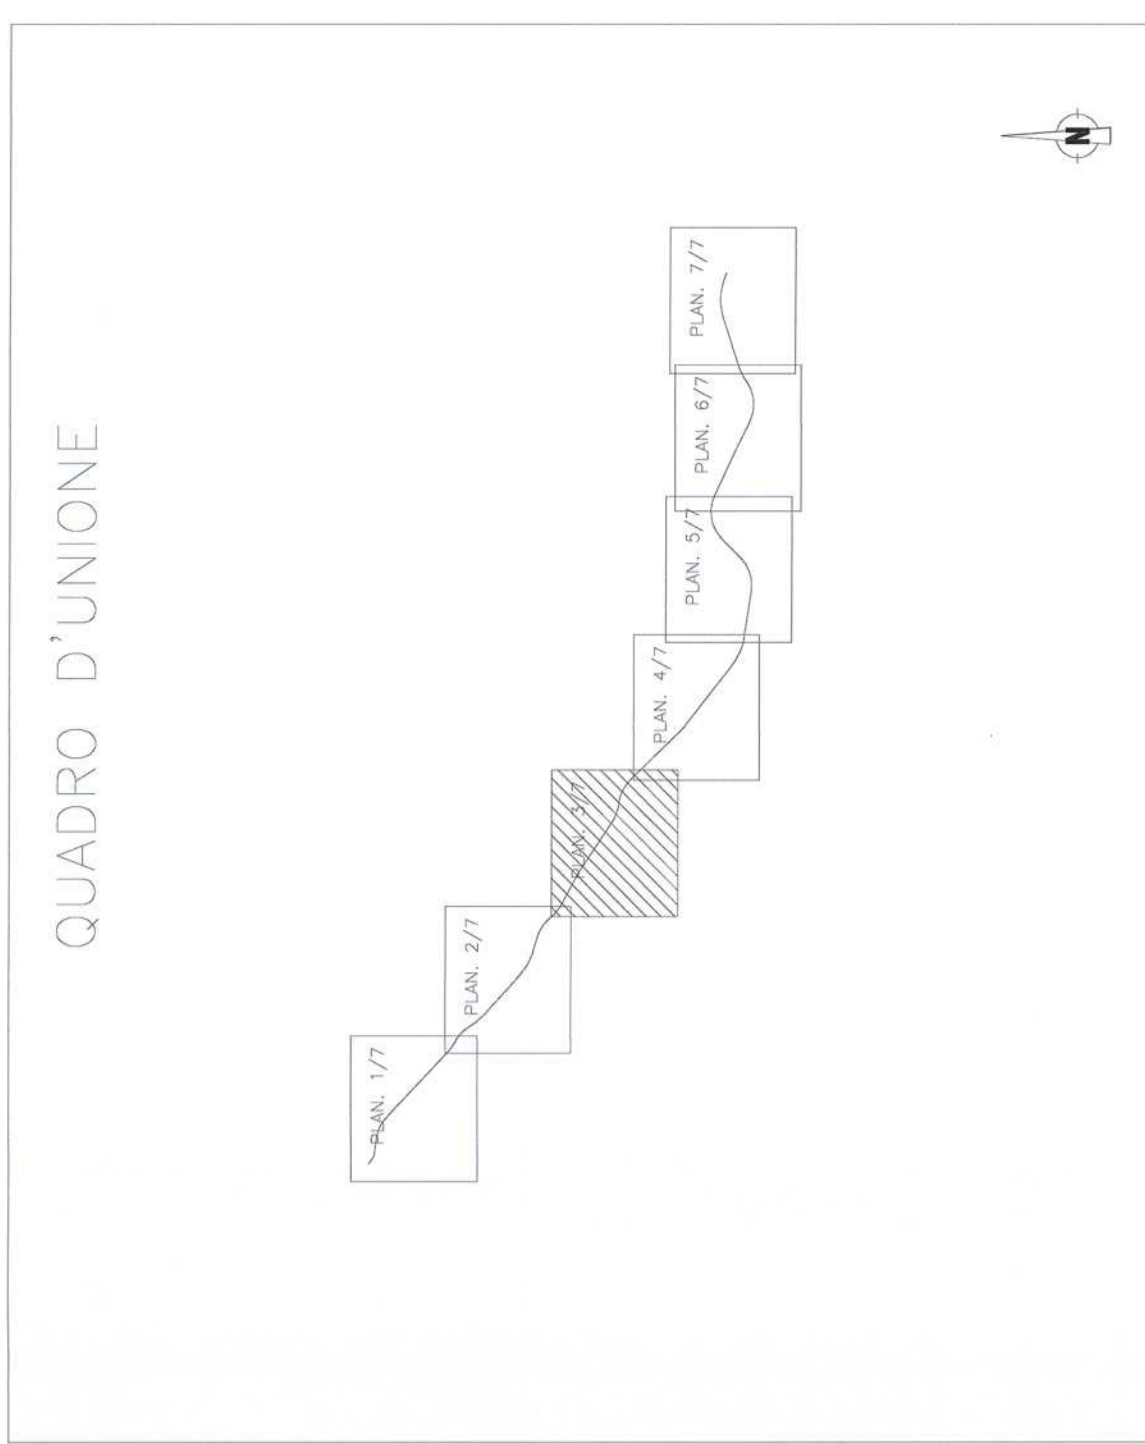 QUADRO D'UNIONE
N
PLAN. 1/7
PLAN. 2/7
PLAN. 3/7
PLAN. 4/7
PLAN. 5/7
PLAN. 6/7
PLAN. 7/7